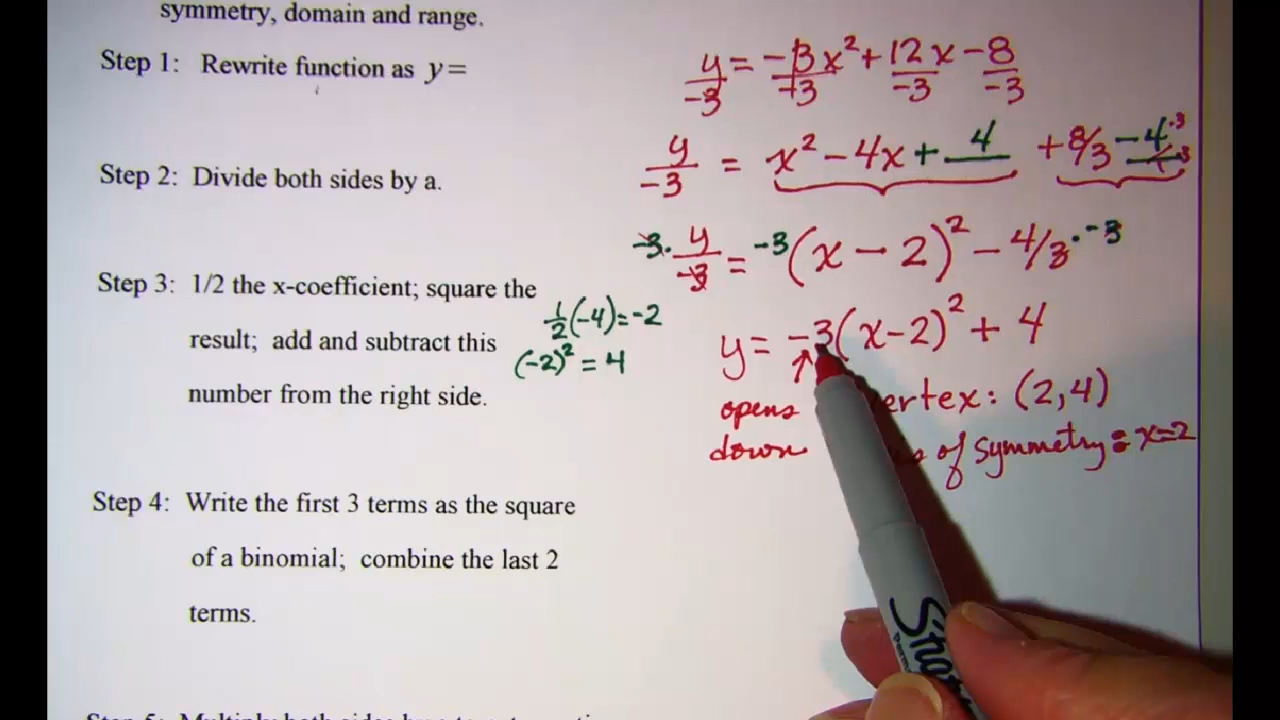 symmetry, domain and range.
Step 1: Rewrite function as y =
Step 2: Divide both sides by a.
Step 3: 1/2 the x-coefficient; square the
result; add and subtract this
number from the right side.
Step 4: Write the first 3 terms as the square
of a binomial; combine the last 2
terms.
y/-3 = -3x²/-3 + 12x/-3 - 8/-3
y/-3 = x² - 4x + 4 + 8/3 - 4
-3 · y/-3 = -3(x - 2)² - 4/3 · -3
1/2(-4) = -2
(-2)² = 4
y = -3(x-2)² + 4
opens
down
vertex: (2,4)
of symmetry: x=2